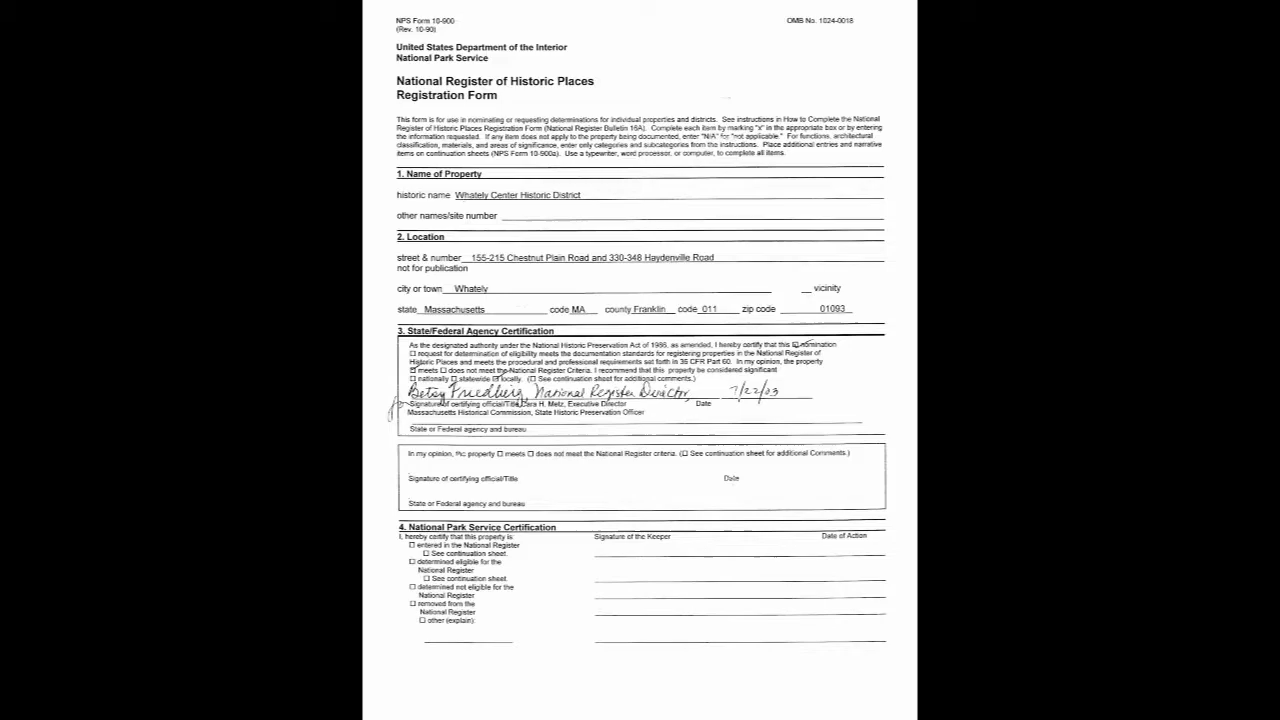 NPS Form 10-900
OMB No. 1024-0018
(Rev. 10-90)
United States Department of the Interior
National Park Service
National Register of Historic Places
Registration Form
This form is for use in nominating or requesting determinations for individual properties and districts. See instructions in How to Complete the National
Register of Historic Places Registration Form (National Register Bulletin 16A). Complete each item by marking "x" in the appropriate box or by entering
the information requested. If any item does not apply to the property being documented, enter "N/A" for "not applicable." For functions, architectural
classification, materials, and areas of significance, enter only categories and subcategories from the instructions. Place additional entries and narrative
items on continuation sheets (NPS Form 10-900a). Use a typewriter, word processor, or computer, to complete all items.
1. Name of Property
historic name Whately Center Historic District
other names/site number
2. Location
street & number 155-215 Chestnut Plain Road and 330-348 Haydenville Road
not for publication
city or town Whately vicinity
state Massachusetts code MA county Franklin code 011 zip code 01093
3. State/Federal Agency Certification
As the designated authority under the National Historic Preservation Act of 1986, as amended, I hereby certify that this ☑ nomination
☐ request for determination of eligibility meets the documentation standards for registering properties in the National Register of
Historic Places and meets the procedural and professional requirements set forth in 36 CFR Part 60. In my opinion, the property
☑ meets ☐ does not meet the National Register Criteria. I recommend that this property be considered significant
☐ nationally ☐ statewide ☑ locally. (☐ See continuation sheet for additional comments.)
Betsy Friedberg, National Register Director, 7/22/03
for Signature of certifying official/Title Cara H. Metz, Executive Director Date
Massachusetts Historical Commission, State Historic Preservation Officer
State or Federal agency and bureau
In my opinion, the property ☐ meets ☐ does not meet the National Register criteria. (☐ See continuation sheet for additional Comments.)
Signature of certifying official/Title Date
State or Federal agency and bureau
4. National Park Service Certification
I, hereby certify that this property is: Signature of the Keeper Date of Action
☐ entered in the National Register
☐ See continuation sheet.
☐ determined eligible for the
National Register
☐ See continuation sheet.
☐ determined not eligible for the
National Register
☐ removed from the
National Register
☐ other (explain):